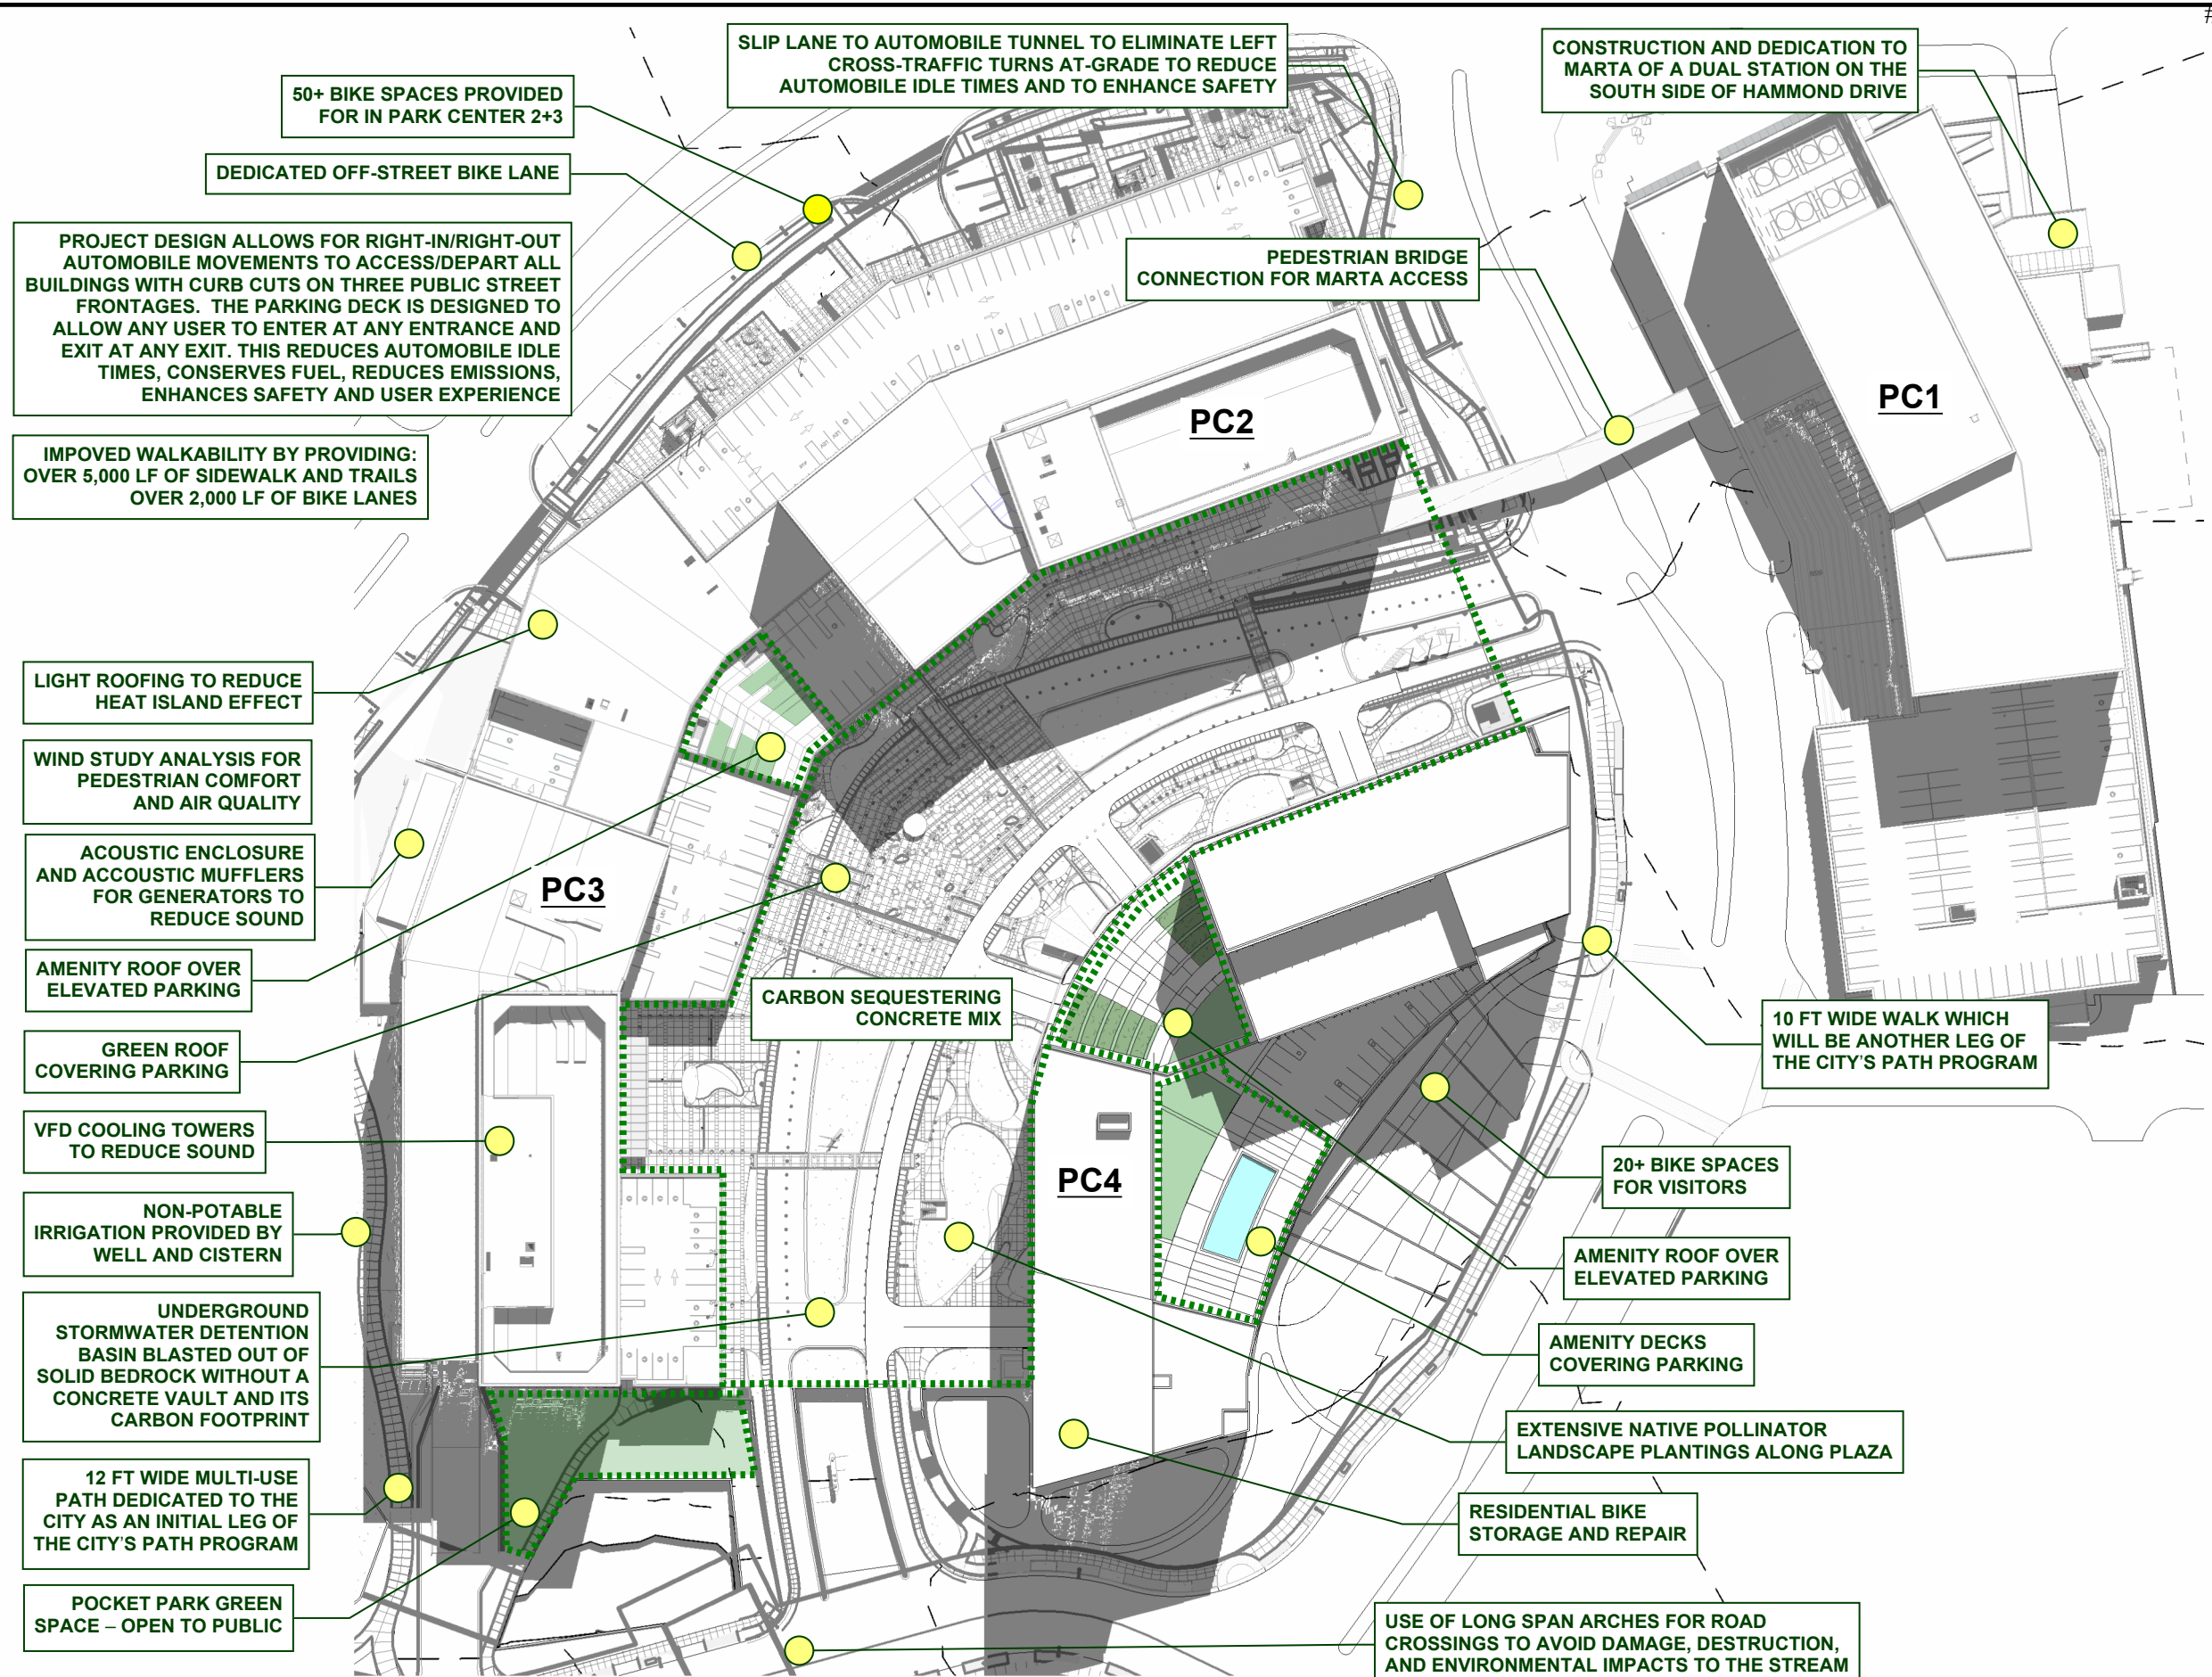 #
SLIP LANE TO AUTOMOBILE TUNNEL TO ELIMINATE LEFT
CROSS-TRAFFIC TURNS AT-GRADE TO REDUCE
AUTOMOBILE IDLE TIMES AND TO ENHANCE SAFETY
CONSTRUCTION AND DEDICATION TO
MARTA OF A DUAL STATION ON THE
SOUTH SIDE OF HAMMOND DRIVE
50+ BIKE SPACES PROVIDED
FOR IN PARK CENTER 2+3
DEDICATED OFF-STREET BIKE LANE
PROJECT DESIGN ALLOWS FOR RIGHT-IN/RIGHT-OUT
AUTOMOBILE MOVEMENTS TO ACCESS/DEPART ALL
BUILDINGS WITH CURB CUTS ON THREE PUBLIC STREET
FRONTAGES. THE PARKING DECK IS DESIGNED TO
ALLOW ANY USER TO ENTER AT ANY ENTRANCE AND
EXIT AT ANY EXIT. THIS REDUCES AUTOMOBILE IDLE
TIMES, CONSERVES FUEL, REDUCES EMISSIONS,
ENHANCES SAFETY AND USER EXPERIENCE
PEDESTRIAN BRIDGE
CONNECTION FOR MARTA ACCESS
PC1
PC2
IMPOVED WALKABILITY BY PROVIDING:
OVER 5,000 LF OF SIDEWALK AND TRAILS
OVER 2,000 LF OF BIKE LANES
LIGHT ROOFING TO REDUCE
HEAT ISLAND EFFECT
WIND STUDY ANALYSIS FOR
PEDESTRIAN COMFORT
AND AIR QUALITY
ACOUSTIC ENCLOSURE
AND ACCOUSTIC MUFFLERS
FOR GENERATORS TO
REDUCE SOUND
PC3
AMENITY ROOF OVER
ELEVATED PARKING
CARBON SEQUESTERING
CONCRETE MIX
10 FT WIDE WALK WHICH
WILL BE ANOTHER LEG OF
THE CITY'S PATH PROGRAM
GREEN ROOF
COVERING PARKING
VFD COOLING TOWERS
TO REDUCE SOUND
PC4
20+ BIKE SPACES
FOR VISITORS
NON-POTABLE
IRRIGATION PROVIDED BY
WELL AND CISTERN
AMENITY ROOF OVER
ELEVATED PARKING
UNDERGROUND
STORMWATER DETENTION
BASIN BLASTED OUT OF
SOLID BEDROCK WITHOUT A
CONCRETE VAULT AND ITS
CARBON FOOTPRINT
AMENITY DECKS
COVERING PARKING
EXTENSIVE NATIVE POLLINATOR
LANDSCAPE PLANTINGS ALONG PLAZA
12 FT WIDE MULTI-USE
PATH DEDICATED TO THE
CITY AS AN INITIAL LEG OF
THE CITY'S PATH PROGRAM
RESIDENTIAL BIKE
STORAGE AND REPAIR
POCKET PARK GREEN
SPACE – OPEN TO PUBLIC
USE OF LONG SPAN ARCHES FOR ROAD
CROSSINGS TO AVOID DAMAGE, DESTRUCTION,
AND ENVIRONMENTAL IMPACTS TO THE STREAM